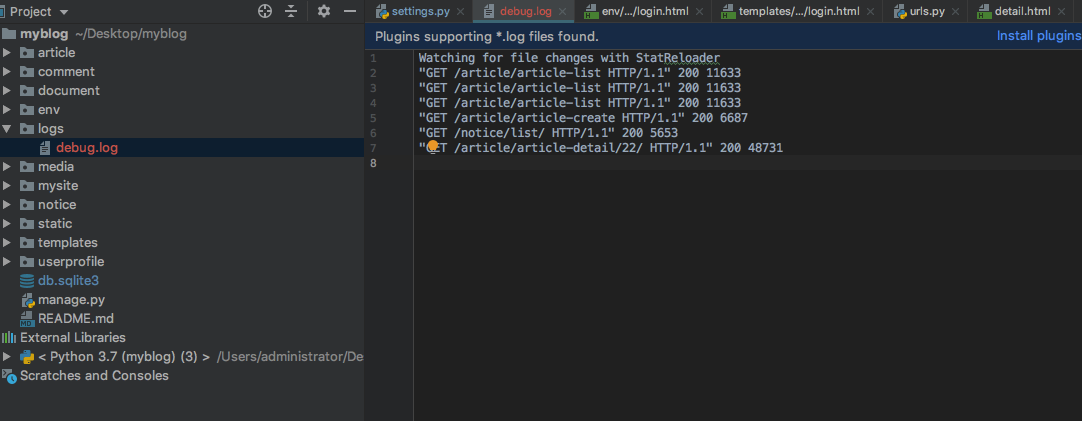 Project
settings.py
debug.log
env/.../login.html
templates/.../login.html
urls.py
detail.html
myblog ~/Desktop/myblog
article
comment
document
env
logs
debug.log
media
mysite
notice
static
templates
userprofile
db.sqlite3
manage.py
README.md
External Libraries
< Python 3.7 (myblog) (3) > /Users/administrator/De
Scratches and Consoles
Plugins supporting *.log files found.
Install plugins
1 Watching for file changes with StatReloader
2 "GET /article/article-list HTTP/1.1" 200 11633
3 "GET /article/article-list HTTP/1.1" 200 11633
4 "GET /article/article-list HTTP/1.1" 200 11633
5 "GET /article/article-create HTTP/1.1" 200 6687
6 "GET /notice/list/ HTTP/1.1" 200 5653
7 "GET /article/article-detail/22/ HTTP/1.1" 200 48731
8